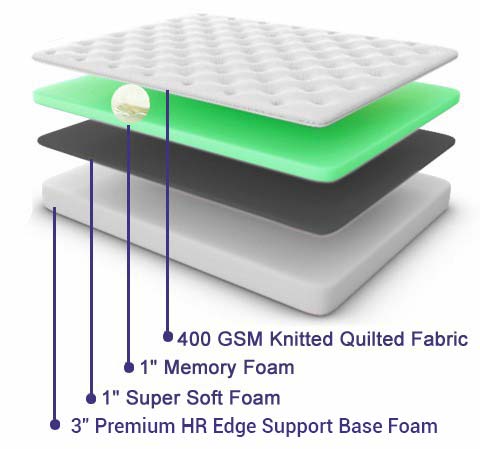 400 GSM Knitted Quilted Fabric
1" Memory Foam
1" Super Soft Foam
3” Premium HR Edge Support Base Foam